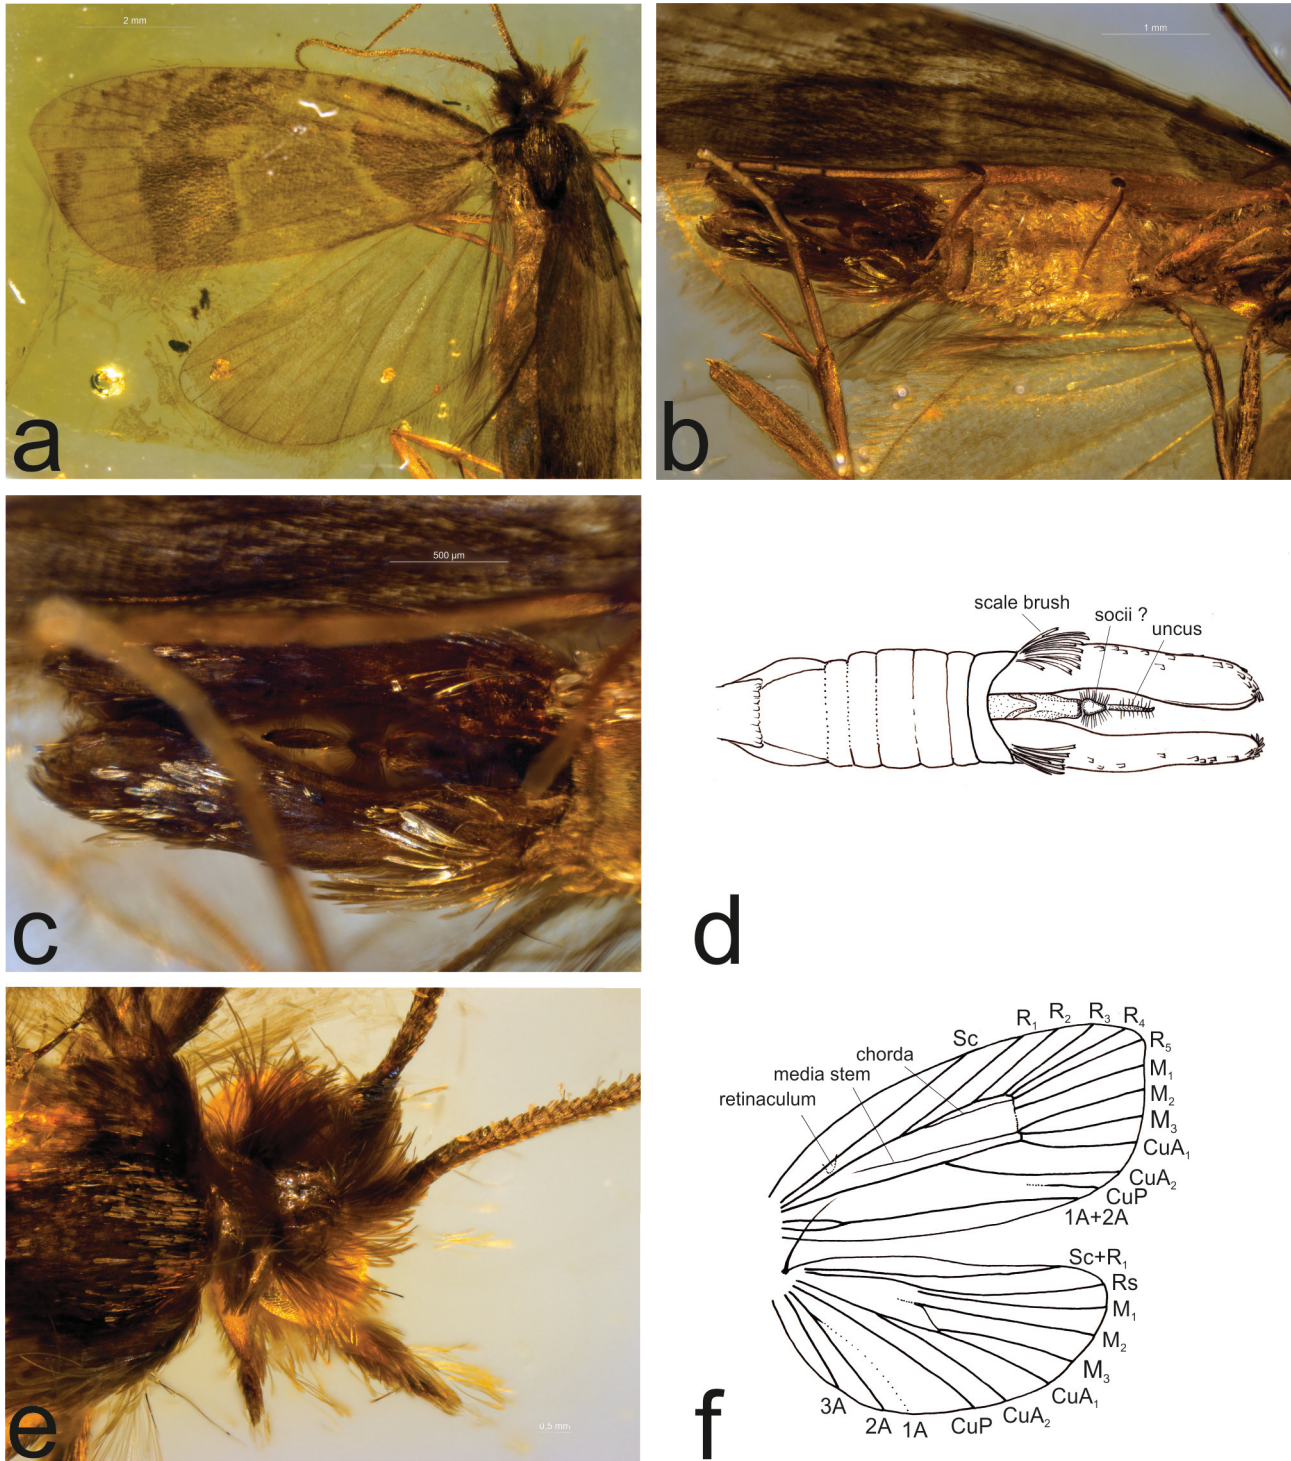 2 mm
a
1 mm
b
500 µm
c
scale brush
socii ?
uncus
d
0.5 mm
e
Sc
R₁
R₂
R₃
R₄
R₅
M₁
M₂
M₃
CuA₁
CuA₂
CuP
1A+2A
chorda
media stem
retinaculum
Sc+R₁
Rs
M₁
M₂
M₃
CuA₁
CuA₂
CuP
1A
2A
3A
f